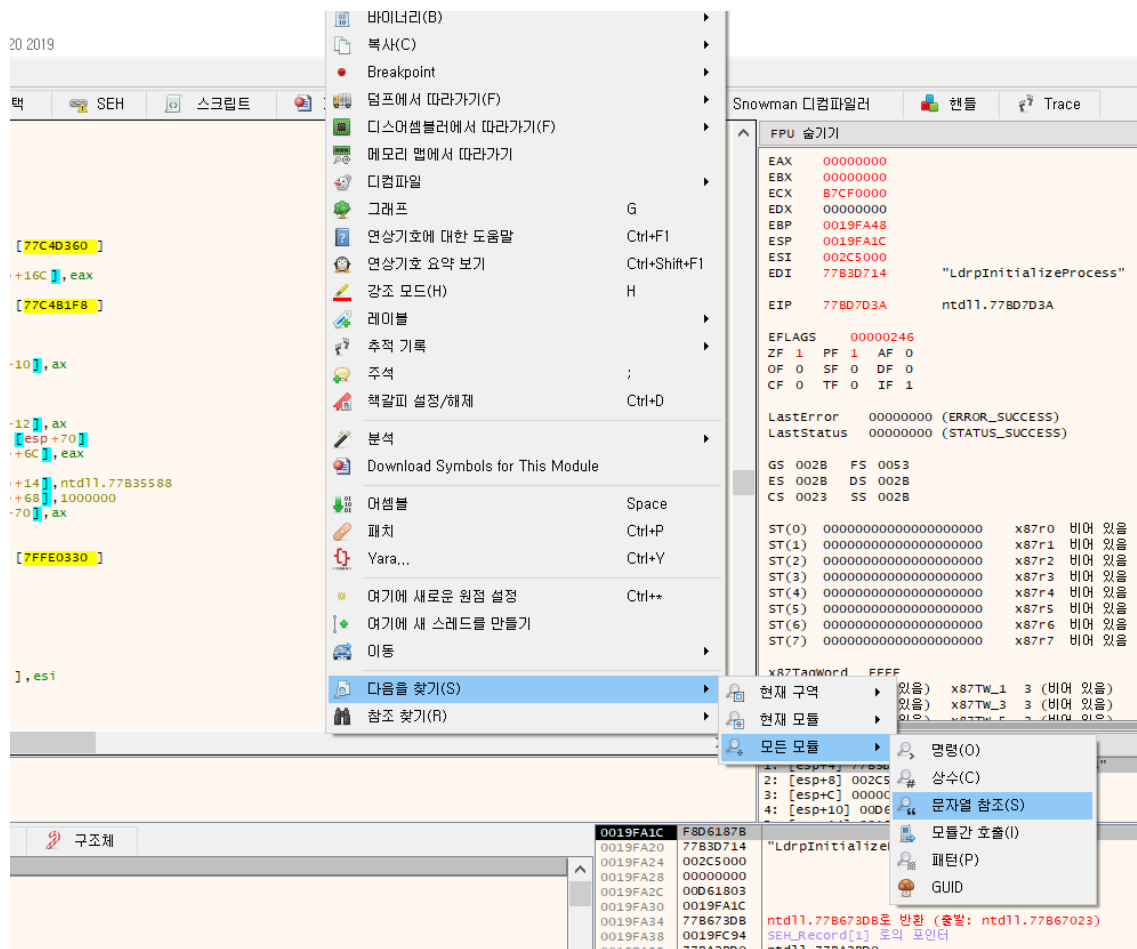 바이너리(B)
20 2019
복사(C)
Breakpoint
택 SEH 스크립트 덤프에서 따라가기(F) Snowman 디컴파일러 핸들 Trace
디스어셈블러에서 따라가기(F)
FPU 숨기기
메모리 맵에서 따라가기
EAX 00000000
디컴파일
EBX 00000000
ECX B7CF0000
그래프 G
EDX 00000000
EBP 0019FA48
[77C4D360 ]
연상기호에 대한 도움말 Ctrl+F1
ESP 0019FA1C
ESI 002C5000
+16C ],eax
연상기호 요약 보기 Ctrl+Shift+F1
EDI 77B3D714 "LdrpInitializeProcess"
강조 모드(H) H
[77C4B1F8 ]
EIP 77BD7D3A ntdll.77BD7D3A
레이블
EFLAGS 00000246
추적 기록
ZF 1 PF 1 AF 0
-10],ax
OF 0 SF 0 DF 0
주석 ;
CF 0 TF 0 IF 1
책갈피 설정/해제 Ctrl+D
LastError 00000000 (ERROR_SUCCESS)
-12],ax
LastStatus 00000000 (STATUS_SUCCESS)
[esp+70]
분석
+6C],eax
Download Symbols for This Module
GS 002B FS 0053
+14],ntdll.77B35588
ES 002B DS 002B
+68],1000000
CS 0023 SS 002B
어셈블 Space
-70],ax
패치 Ctrl+P
ST(0) 00000000000000000000 x87r0 비어 있음
ST(1) 00000000000000000000 x87r1 비어 있음
[7FFE0330 ]
Yara... Ctrl+Y
ST(2) 00000000000000000000 x87r2 비어 있음
ST(3) 00000000000000000000 x87r3 비어 있음
여기에 새로운 원점 설정 Ctrl+*
ST(4) 00000000000000000000 x87r4 비어 있음
ST(5) 00000000000000000000 x87r5 비어 있음
여기에 새 스레드를 만들기
ST(6) 00000000000000000000 x87r6 비어 있음
ST(7) 00000000000000000000 x87r7 비어 있음
이동
],esi
x87TagWord FFFF
다음을 찾기(S) 현재 구역
있음) x87TW_1 3 (비어 있음)
있음) x87TW_3 3 (비어 있음)
참조 찾기(R) 현재 모듈
모든 모듈 명령(O)
1: [esp+4]
2: [esp+8] 002C5
상수(C)
3: [esp+C] 00000
4: [esp+10] 00D6
문자열 참조(S)
구조체
0019FA1C F8D6187B
모듈간 호출(I)
0019FA20 77B3D714 "LdrpInitialize
0019FA24 002C5000
패턴(P)
0019FA28 00000000
0019FA2C 00D61803
GUID
0019FA30 0019FA1C
0019FA34 77B673DB ntdll.77B673DB로 반환 (출발: ntdll.77B67023)
0019FA38 0019FC94 SEH_Record[1] 로의 포인터